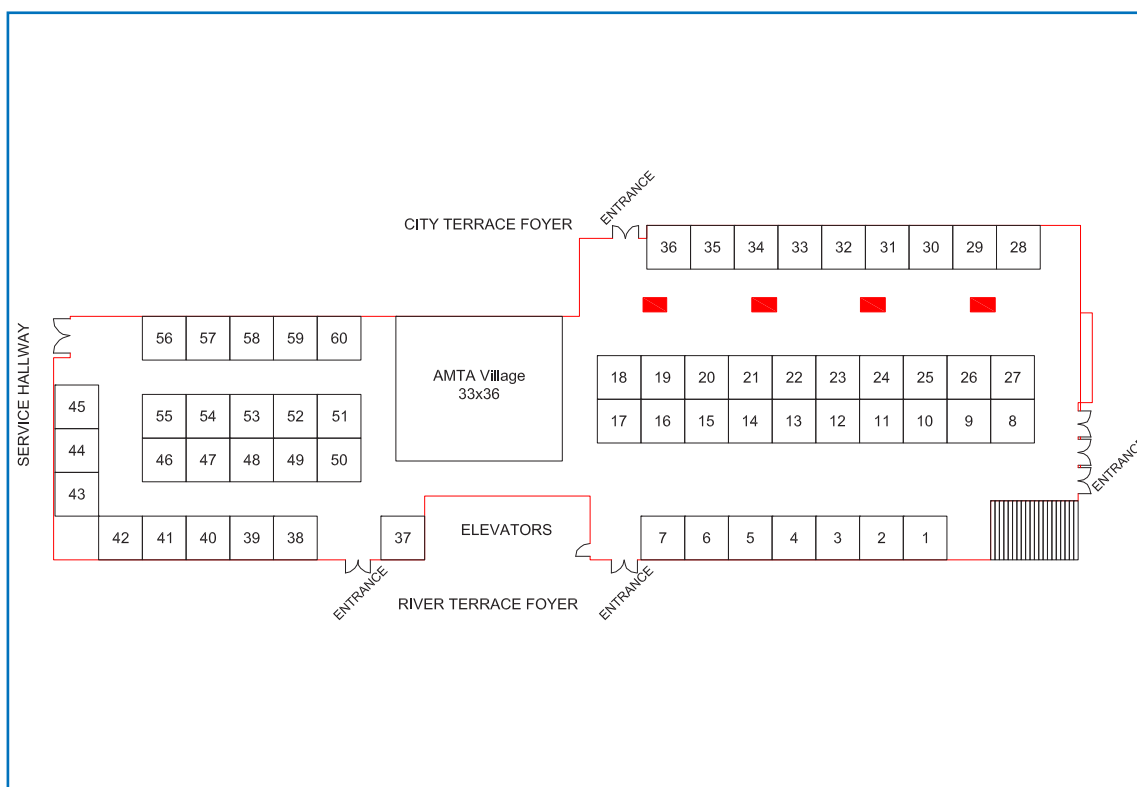 ENTRANCE
CITY TERRACE FOYER
36 35 34 33 32 31 30 29 28
SERVICE HALLWAY
56 57 58 59 60
AMTA Village
33x36
18 19 20 21 22 23 24 25 26 27
45
55 54 53 52 51
17 16 15 14 13 12 11 10 9 8
44
46 47 48 49 50
ENTRANCE
43
42 41 40 39 38
37
ELEVATORS
7 6 5 4 3 2 1
ENTRANCE
RIVER TERRACE FOYER
ENTRANCE